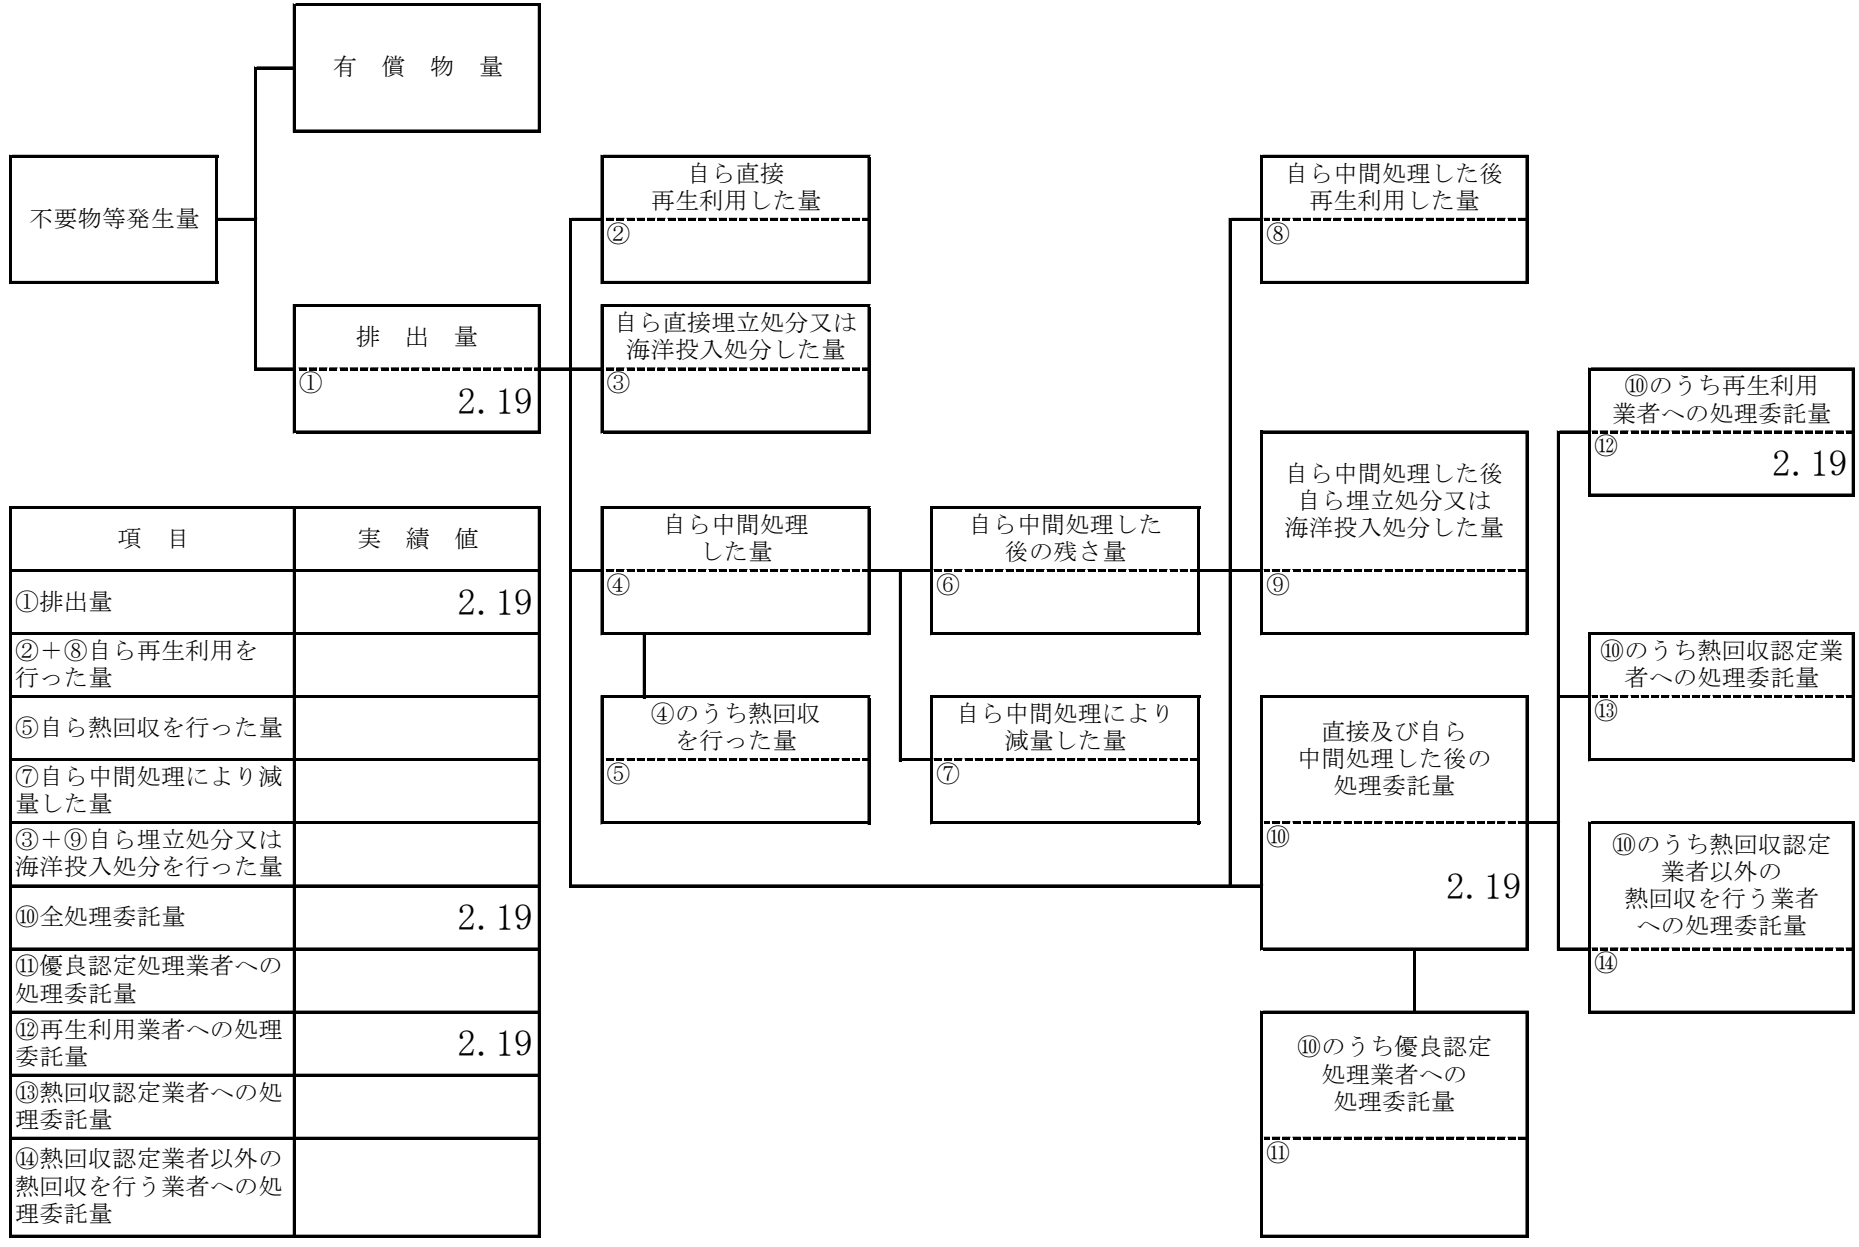 有　償　物　量
不要物等発生量
排　出　量
①
2.19
自ら直接
再生利用した量
②
自ら直接埋立処分又は
海洋投入処分した量
③
自ら中間処理
した量
④
④のうち熱回収
を行った量
⑤
自ら中間処理した
後の残さ量
⑥
自ら中間処理により
減量した量
⑦
自ら中間処理した後
再生利用した量
⑧
自ら中間処理した後
自ら埋立処分又は
海洋投入処分した量
⑨
直接及び自ら
中間処理した後の
処理委託量
⑩
2.19
⑩のうち優良認定
処理業者への
処理委託量
⑪
⑩のうち再生利用
業者への処理委託量
⑫
2.19
⑩のうち熱回収認定業
者への処理委託量
⑬
⑩のうち熱回収認定
業者以外の
熱回収を行う業者
への処理委託量
⑭
項　目
実　績　値
①排出量
2.19
②＋⑧自ら再生利用を
行った量
⑤自ら熱回収を行った量
⑦自ら中間処理により減
量した量
③＋⑨自ら埋立処分又は
海洋投入処分を行った量
⑩全処理委託量
2.19
⑪優良認定処理業者への
処理委託量
⑫再生利用業者への処理
委託量
2.19
⑬熱回収認定業者への処
理委託量
⑭熱回収認定業者以外の
熱回収を行う業者への処
理委託量